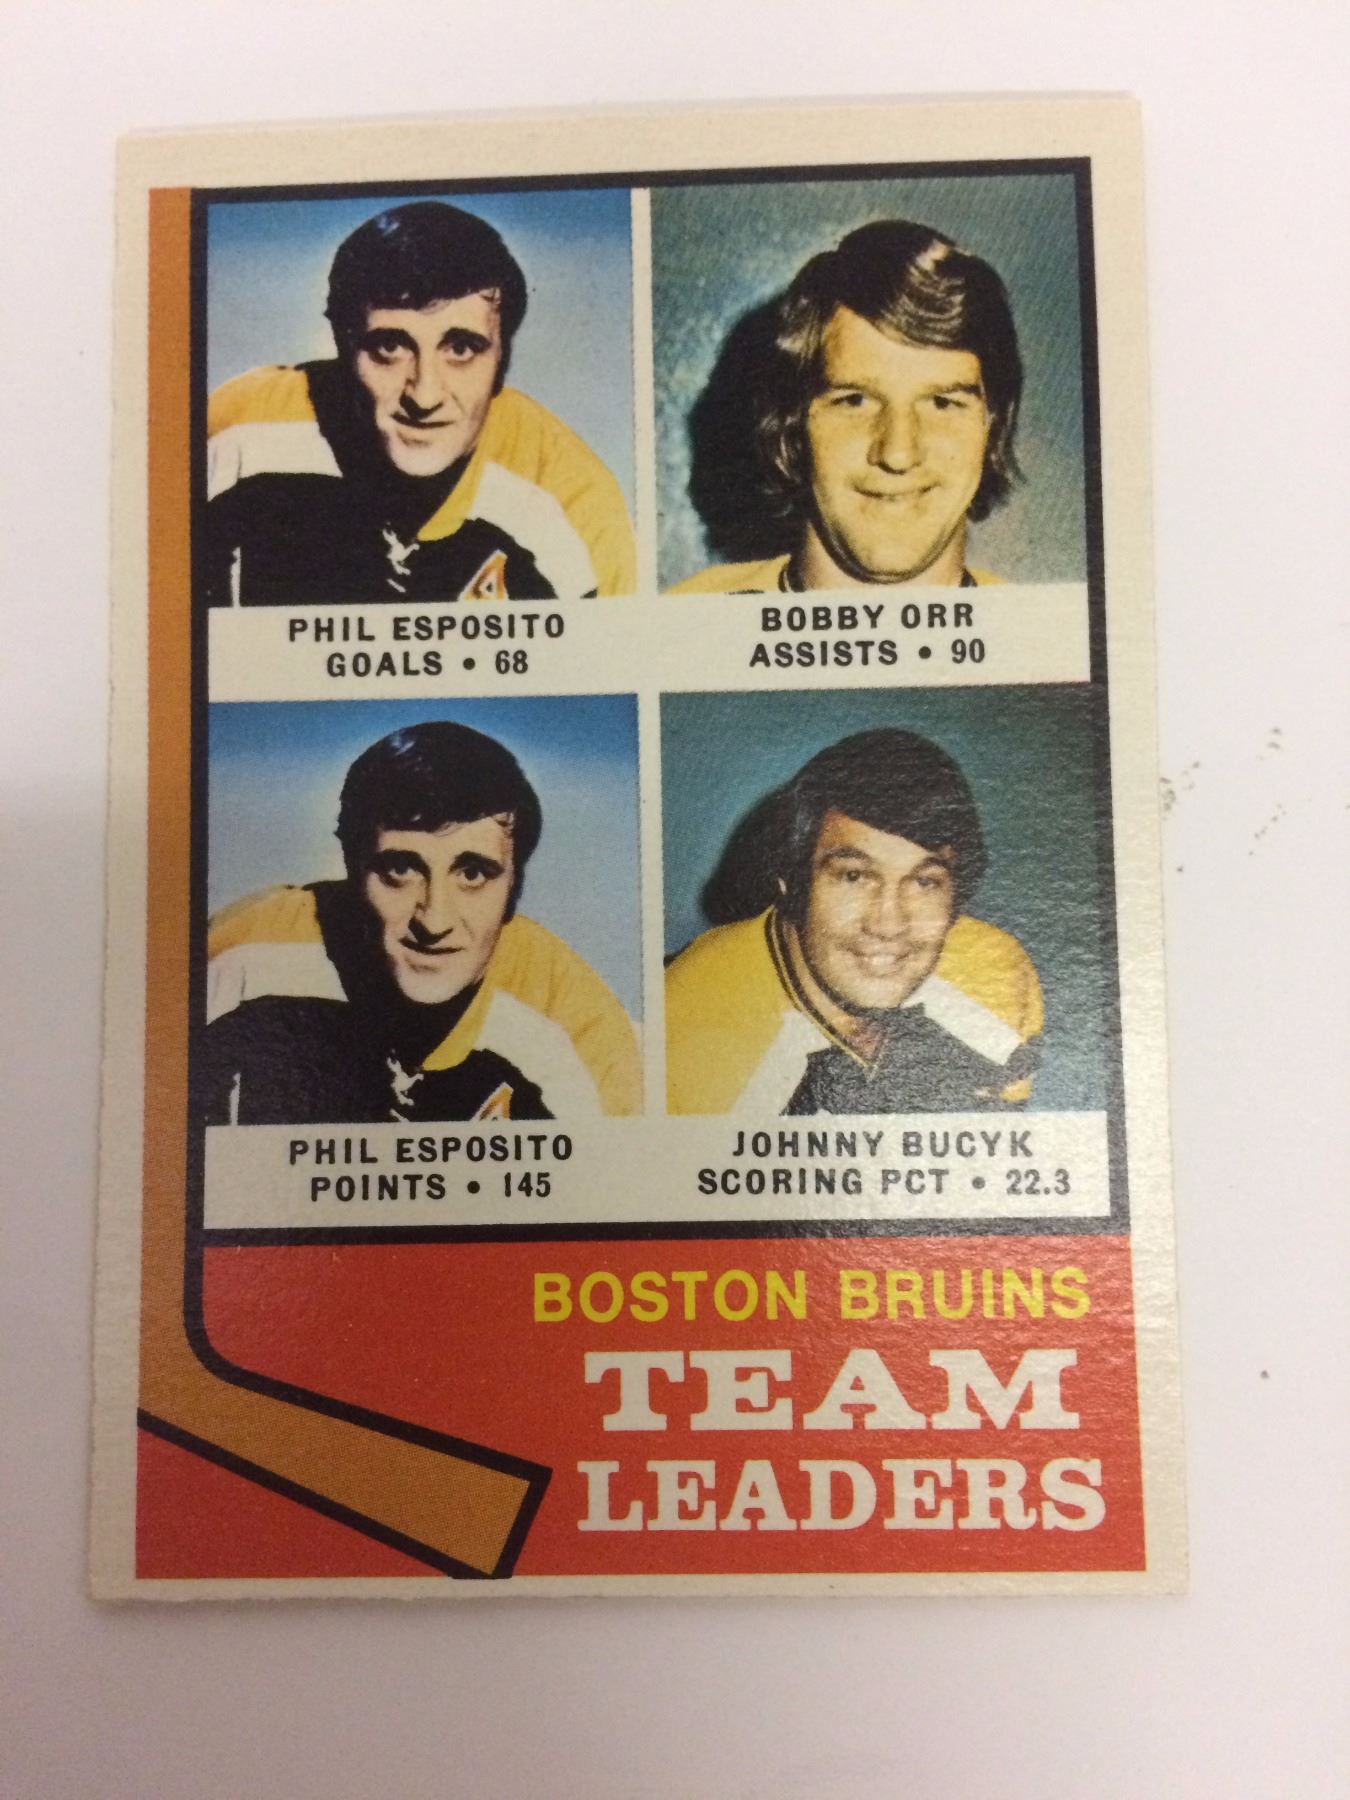 PHIL ESPOSITO
GOALS • 68
BOBBY ORR
ASSISTS • 90
PHIL ESPOSITO
POINTS • 145
JOHNNY BUCYK
SCORING PCT • 22.3
BOSTON BRUINS
TEAM
LEADERS